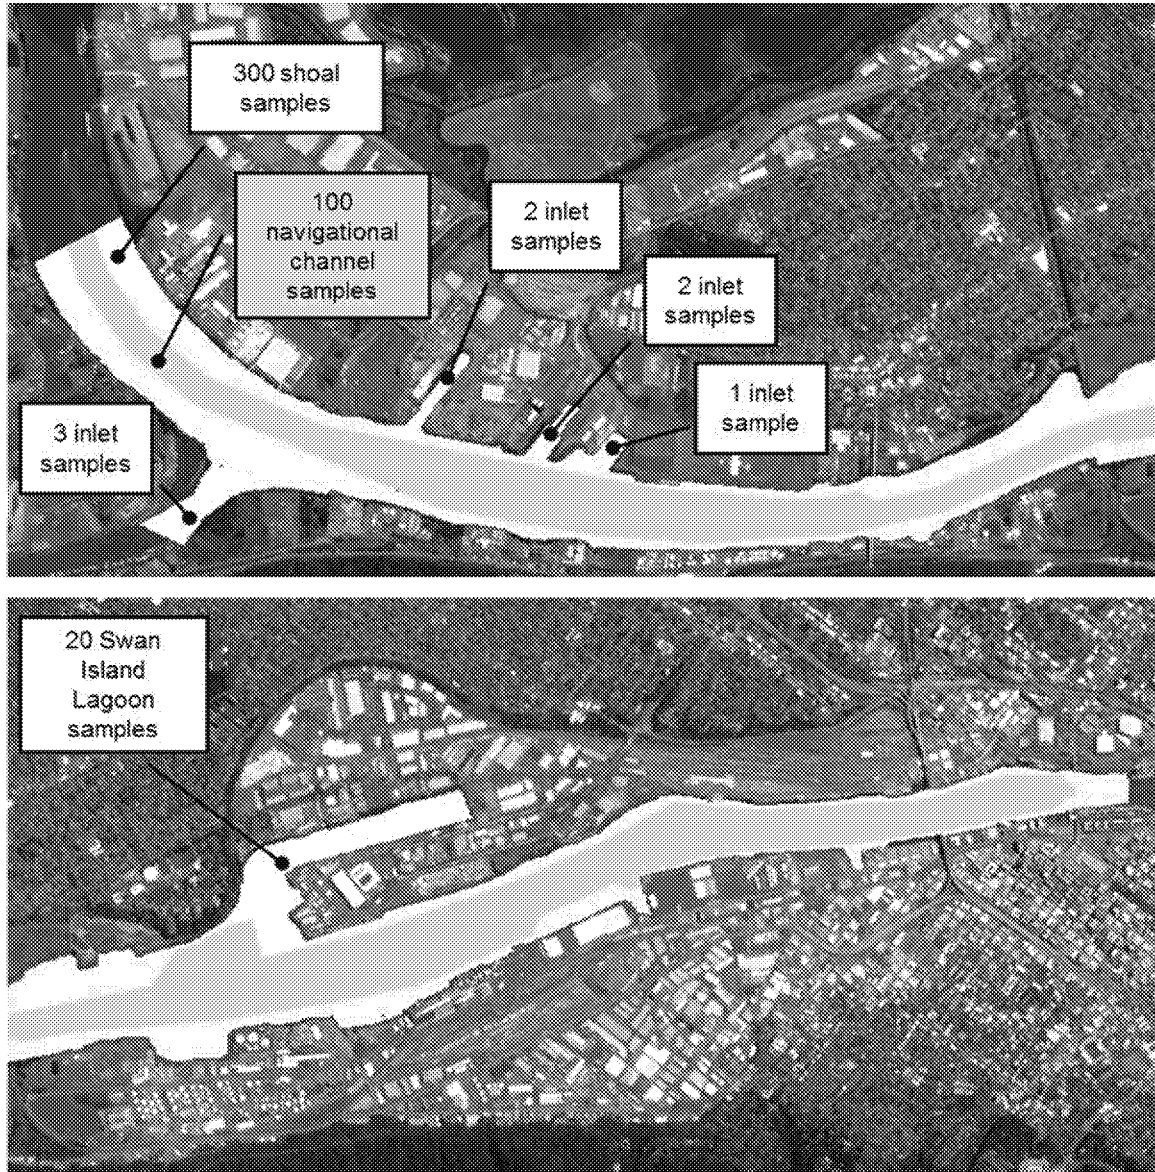 300 shoal
samples
100
navigational
channel
samples
2 inlet
samples
2 inlet
samples
1 inlet
sample
3 inlet
samples
20 Swan
Island
Lagoon
samples